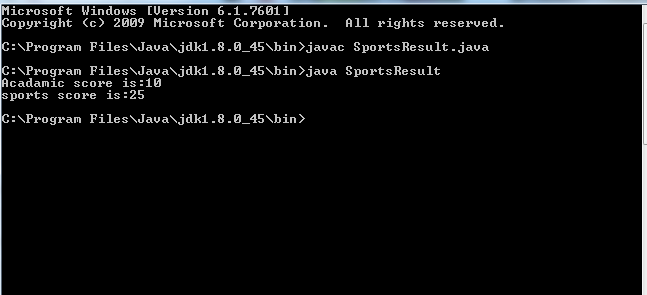 Microsoft Windows [Version 6.1.7601]
Copyright (c) 2009 Microsoft Corporation.  All rights reserved.
C:\Program Files\Java\jdk1.8.0_45\bin>javac SportsResult.java
C:\Program Files\Java\jdk1.8.0_45\bin>java SportsResult
Acadamic score is:10
sports score is:25
C:\Program Files\Java\jdk1.8.0_45\bin>